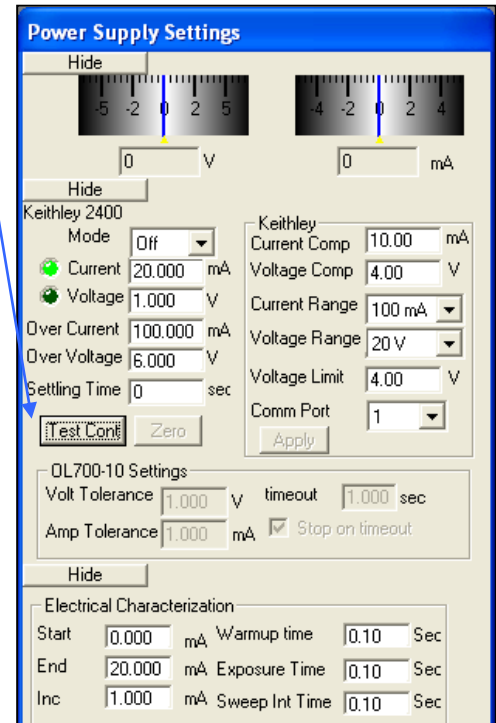 Power Supply Settings
Hide
-5 -2 0 2 5
-4 -2 0 2 4
0 V
0 mA
Hide
Keithley 2400
Mode Off
Current 20.000 mA
Voltage 1.000 V
Over Current 100.000 mA
Over Voltage 6.000 V
Settling Time 0 sec
Test Cont Zero
Keithley
Current Comp 10.00 mA
Voltage Comp 4.00 V
Current Range 100 mA
Voltage Range 20 V
Voltage Limit 4.00 V
Comm Port 1
Apply
OL700-10 Settings
Volt Tolerance 1.000 V timeout 1.000 sec
Amp Tolerance 1.000 mA Stop on timeout
Hide
Electrical Characterization
Start 0.000 mA Warmup time 0.10 Sec
End 20.000 mA Exposure Time 0.10 Sec
Inc 1.000 mA Sweep Int Time 0.10 Sec